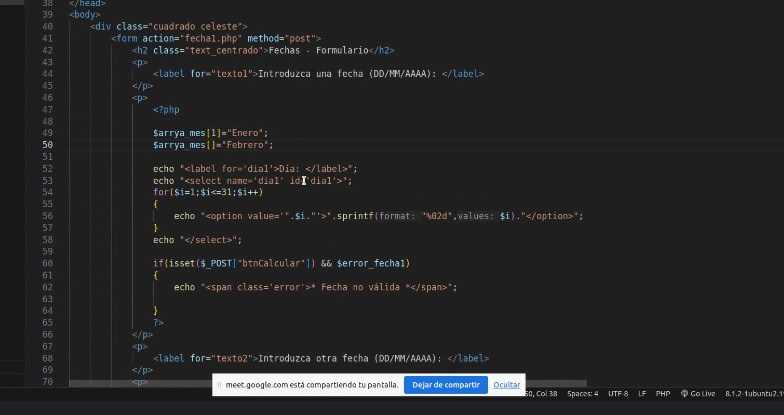 38 </head>
39 <body>
40 <div class="cuadrado celeste">
41 <form action="fecha1.php" method="post">
42 <h2 class="text_centrado">Fechas - Formulario</h2>
43 <p>
44 <label for="texto1">Introduzca una fecha (DD/MM/AAAA): </label>
45 </p>
46 <p>
47 <?php
48
49 $arrya_mes[1]="Enero";
50 $arrya_mes[]="Febrero";
51
52 echo "<label for='dia1'>Día: </label>";
53 echo "<select name='dia1' id='dia1'>";
54 for($i=1;$i<=31;$i++)
55 {
56 echo "<option value='".$i."'>".sprintf(format: "%02d",values: $i)."</option>";
57 }
58 echo "</select>";
59
60 if(isset($_POST["btnCalcular"]) && $error_fecha1)
61 {
62 echo "<span class='error'>* Fecha no válida *</span>";
63
64 }
65 ?>
66 </p>
67 <p>
68 <label for="texto2">Introduzca otra fecha (DD/MM/AAAA): </label>
69 </p>
70 <p>
meet.google.com está compartiendo tu pantalla. Dejar de compartir Ocultar
50, Col 38 Spaces: 4 UTF-8 LF PHP Go Live 8.1.2-1ubuntu2.1